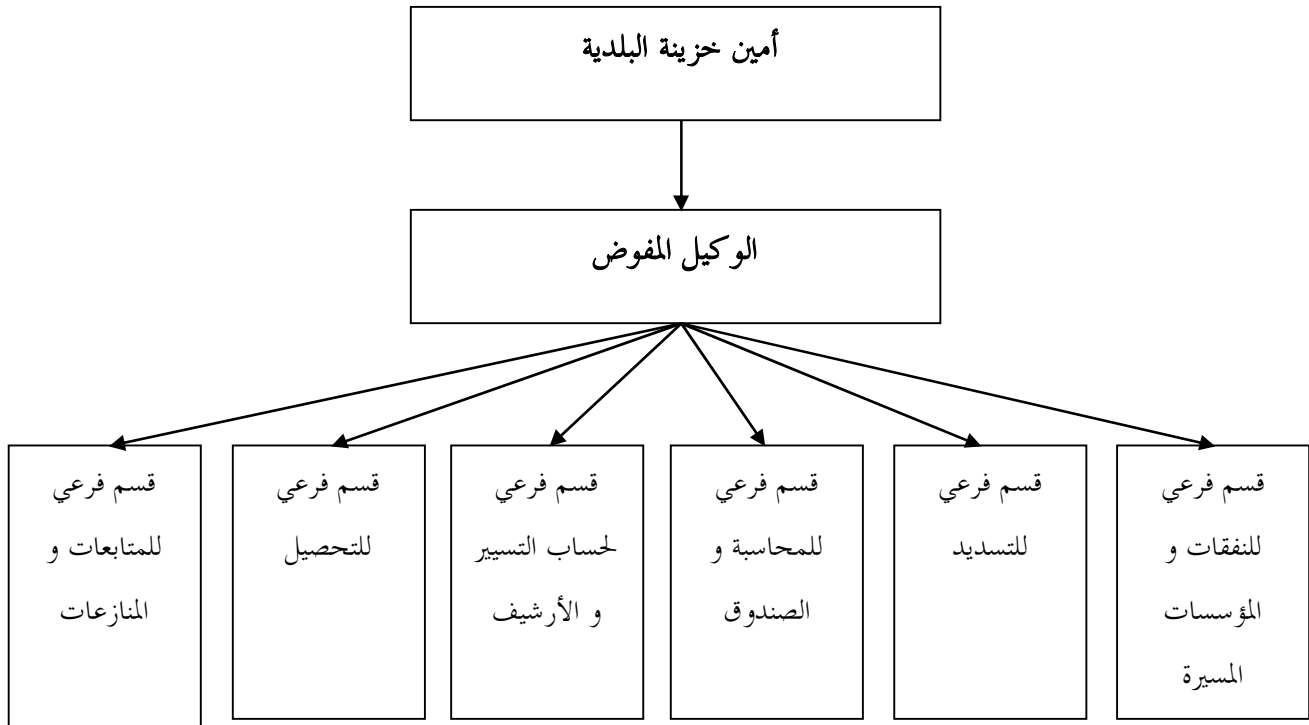 أمين خزينة البلدية
الوكيل المفوض
قسم فرعي
للنفقات و
المؤسسات
المسيرة
قسم فرعي
للتسديد
قسم فرعي
للمحاسبة و
الصندوق
قسم فرعي
لحساب التسيير
و الأرشيف
قسم فرعي
للتحصيل
قسم فرعي
للمتابعات و
المنازعات